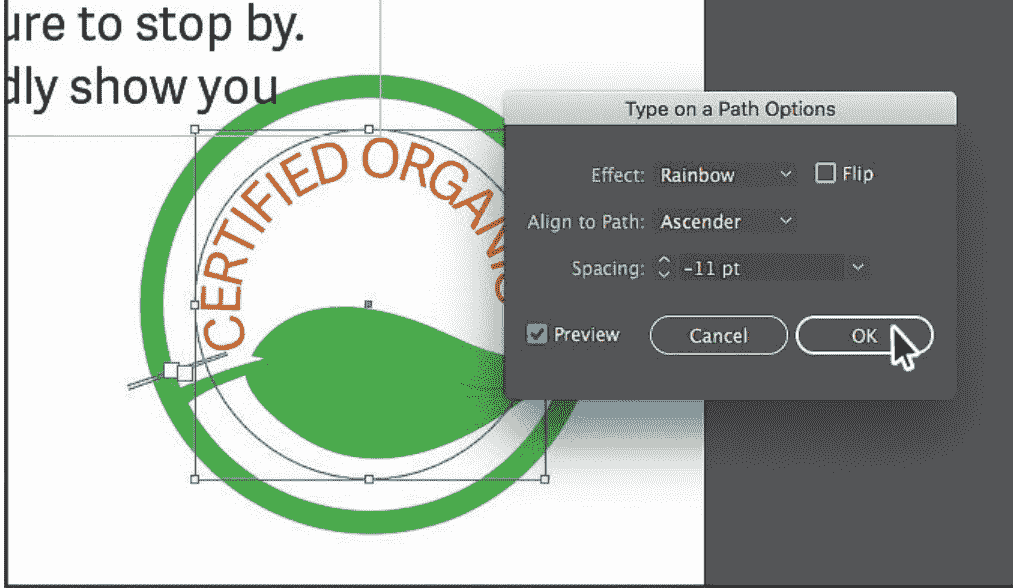 ure to stop by.
dly show you
CERTIFIED ORGANIC
Type on a Path Options
Effect: Rainbow Flip
Align to Path: Ascender
Spacing: -11 pt
Preview Cancel OK